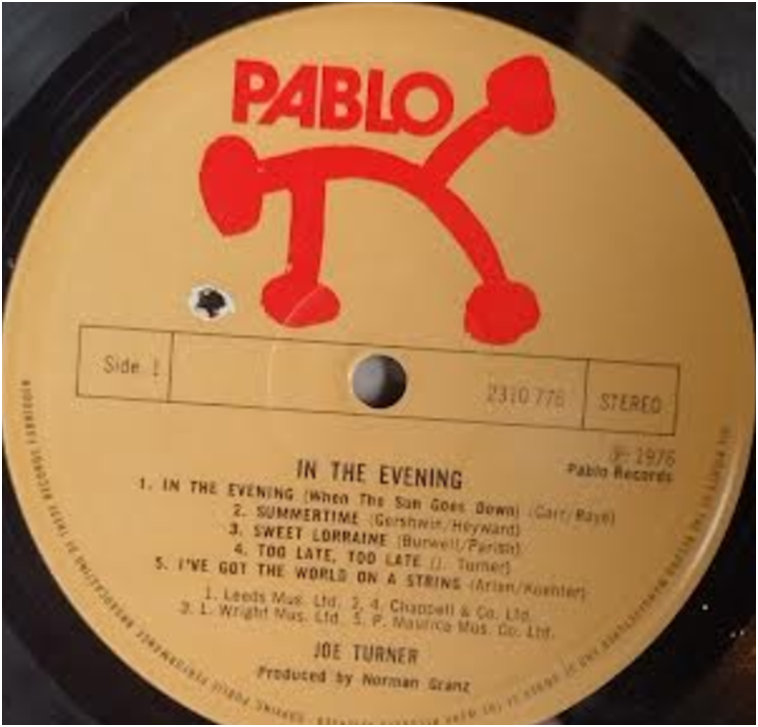 PABLO
Side 1
2310 776
STEREO
℗ 1976
Pablo Records
IN THE EVENING
1. IN THE EVENING (When The Sun Goes Down) (Carr/Raye)
2. SUMMERTIME (Gershwin/Heyward)
3. SWEET LORRAINE (Burwell/Parish)
4. TOO LATE, TOO LATE (J. Turner)
5. I'VE GOT THE WORLD ON A STRING (Arlen/Koehler)
1. Leeds Mus. Ltd. 2, 4. Chappell & Co. Ltd.
3. L. Wright Mus. Ltd. 5. P. Maurice Mus. Co. Ltd.
JOE TURNER
Produced by Norman Granz